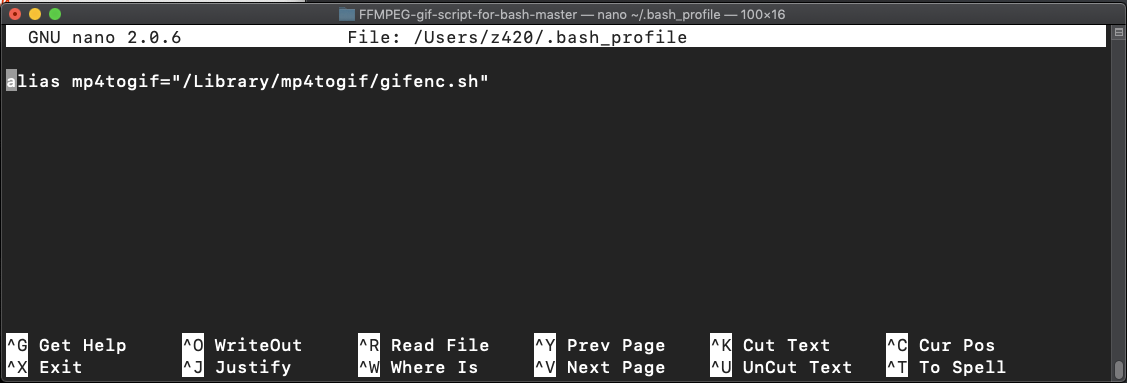 FFMPEG-gif-script-for-bash-master — nano ~/.bash_profile — 100×16
GNU nano 2.0.6 File: /Users/z420/.bash_profile
alias mp4togif="/Library/mp4togif/gifenc.sh"
^G Get Help ^O WriteOut ^R Read File ^Y Prev Page ^K Cut Text ^C Cur Pos
^X Exit ^J Justify ^W Where Is ^V Next Page ^U UnCut Text ^T To Spell